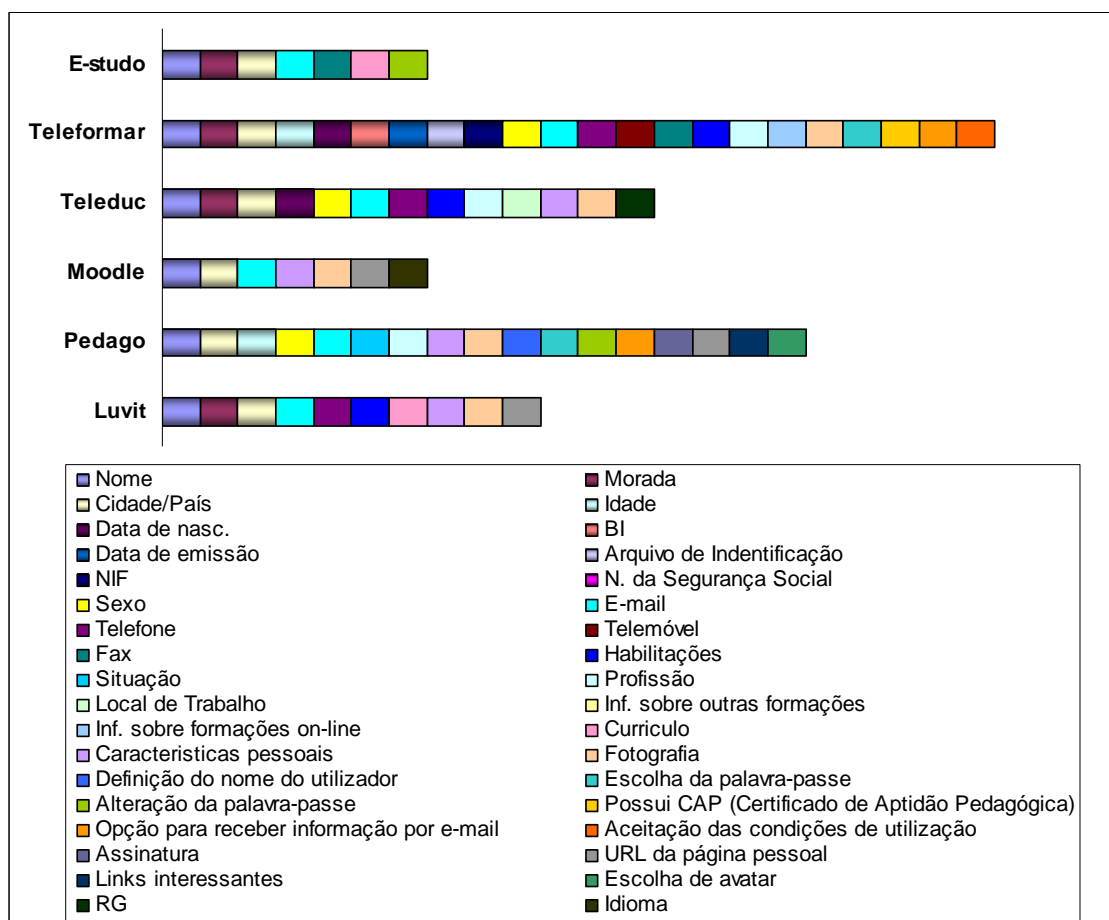 E-studo
Teleformar
Teleduc
Moodle
Pedago
Luvit
Nome Morada
Cidade/País Idade
Data de nasc. BI
Data de emissão Arquivo de Indentificação
NIF N. da Segurança Social
Sexo E-mail
Telefone Telemóvel
Fax Habilitações
Situação Profissão
Local de Trabalho Inf. sobre outras formações
Inf. sobre formações on-line Curriculo
Caracteristicas pessoais Fotografia
Definição do nome do utilizador Escolha da palavra-passe
Alteração da palavra-passe Possui CAP (Certificado de Aptidão Pedagógica)
Opção para receber informação por e-mail Aceitação das condições de utilização
Assinatura URL da página pessoal
Links interessantes Escolha de avatar
RG Idioma